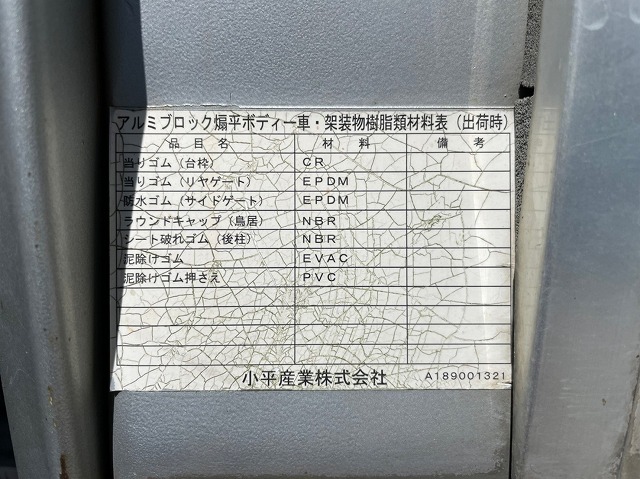 アルミブロック煽平ボディー車・架装物樹脂類材料表（出荷時）
品目名 材料 備考
当りゴム（台枠） CR
当りゴム（リヤゲート） EPDM
防水ゴム（サイドゲート） EPDM
ラウンドキャップ（鳥居） NBR
シート破れゴム（後柱） NBR
泥除けゴム EVAC
泥除けゴム押さえ PVC
小平産業株式会社 A189001321